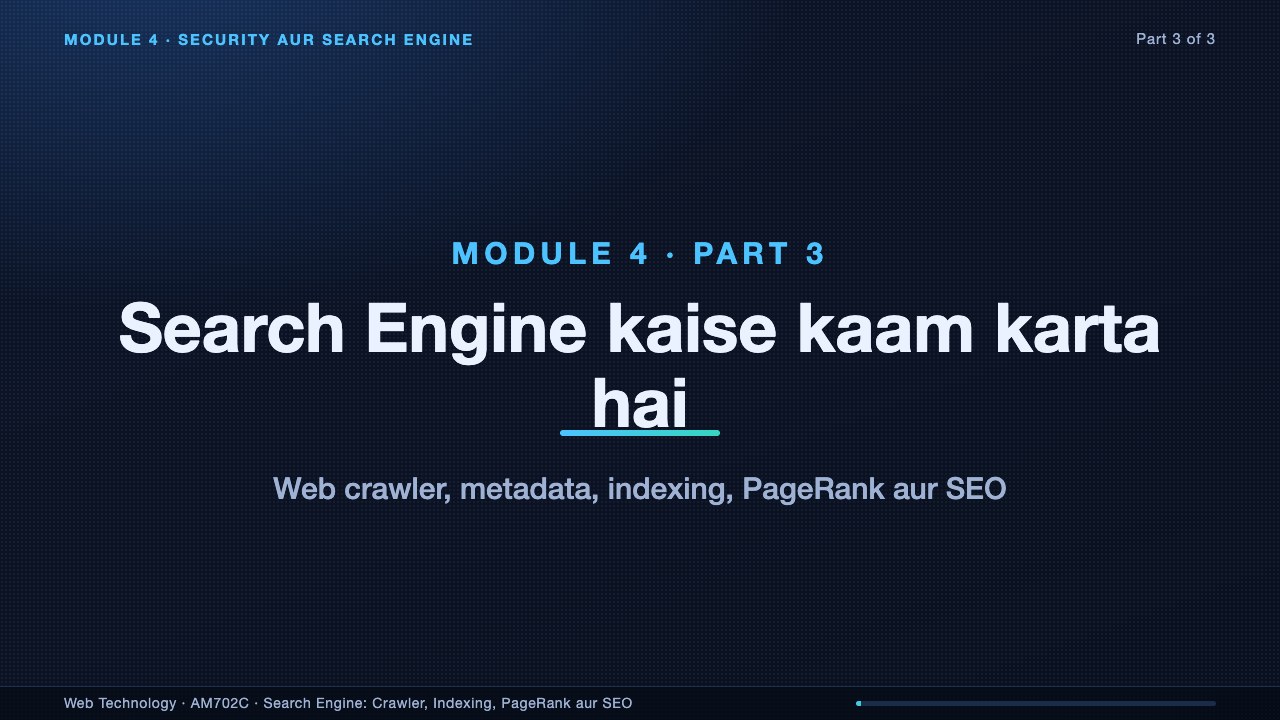 MODULE 4 · SECURITY AUR SEARCH ENGINE
Part 3 of 3
MODULE 4 · PART 3
Search Engine kaise kaam karta
hai
Web crawler, metadata, indexing, PageRank aur SEO
Web Technology · AM702C · Search Engine: Crawler, Indexing, PageRank aur SEO